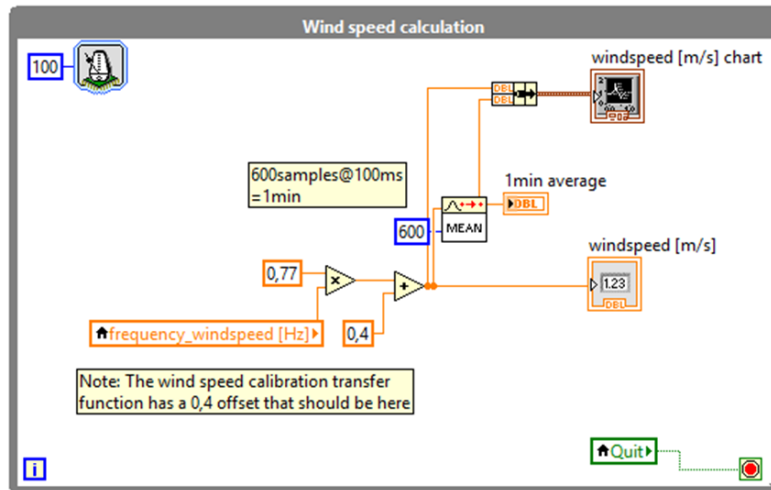 Wind speed calculation
100
windspeed [m/s] chart
DBL
DBL
600samples@100ms
=1min
1min average
DBL
600
MEAN
windspeed [m/s]
0,77
x
+
1.23
DBL
frequency_windspeed [Hz]
0,4
Note: The wind speed calibration transfer
function has a 0,4 offset that should be here
i
Quit